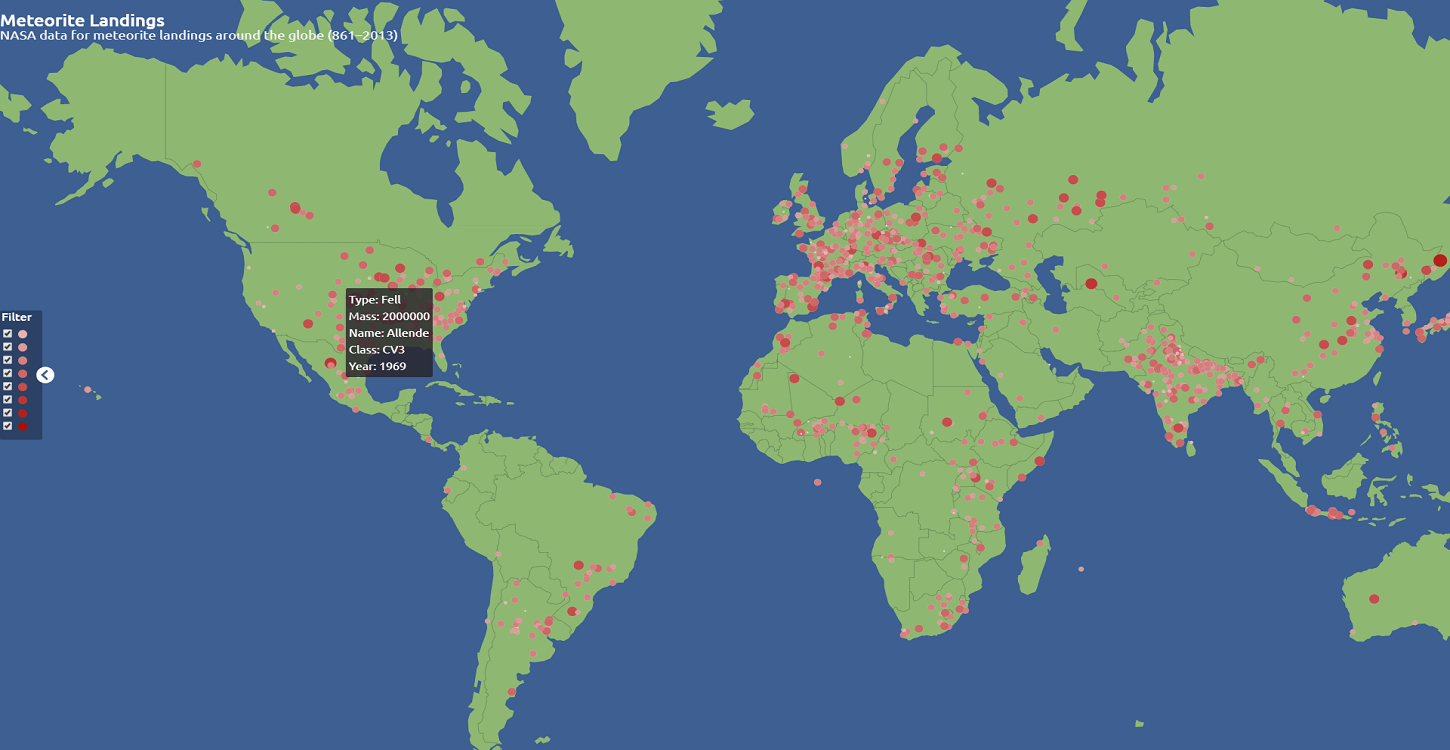 Meteorite Landings
NASA data for meteorite landings around the globe (861–2013)
Filter
Type: Fell
Mass: 2000000
Name: Allende
Class: CV3
Year: 1969